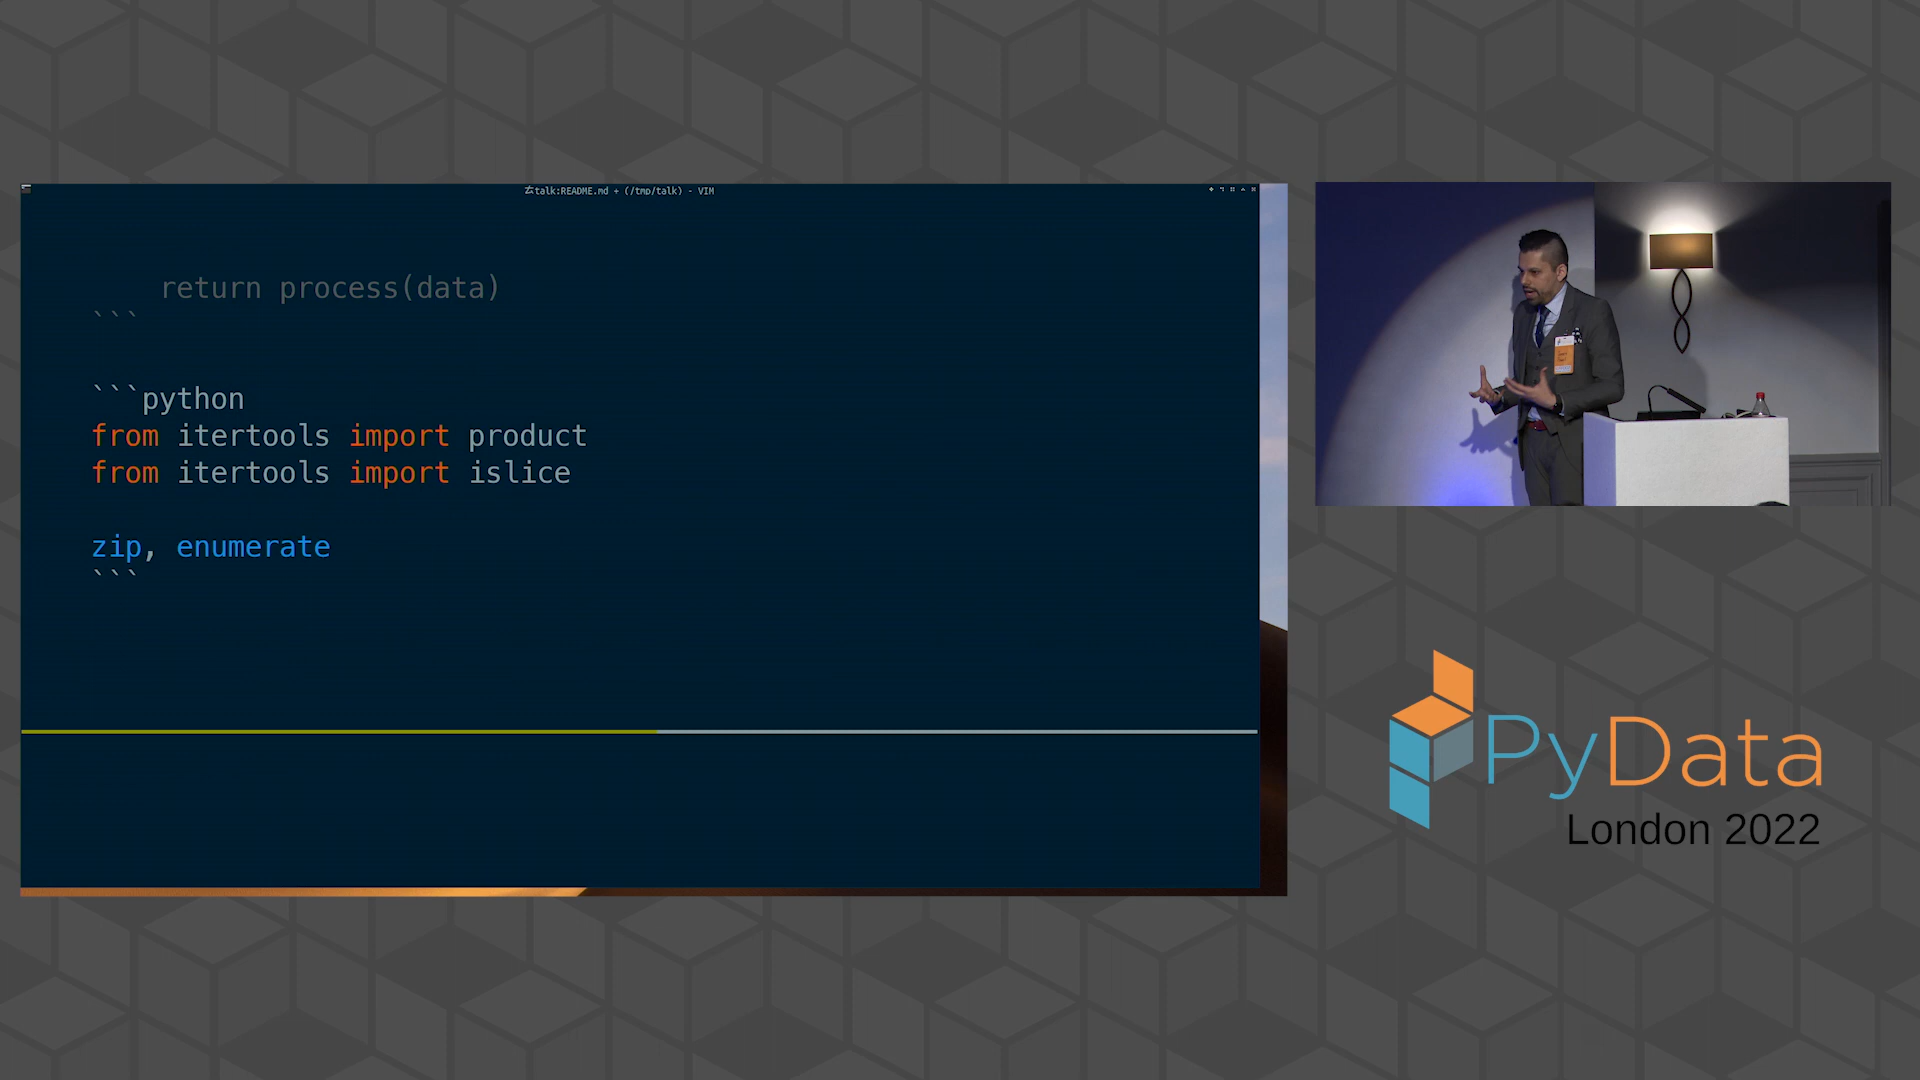 talk:README.md + (/tmp/talk) - VIM
return process(data)
```
```python
from itertools import product
from itertools import islice
zip, enumerate
```
PyData
London 2022